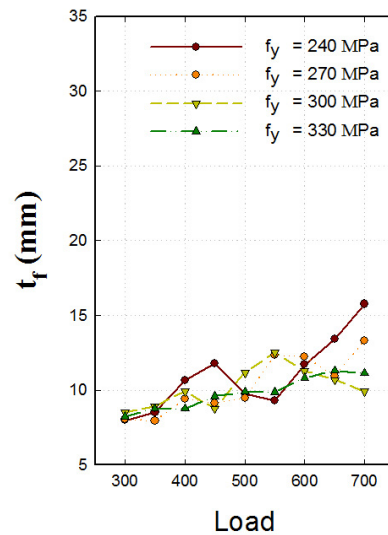 35
30
25
20
15
10
5
t_f (mm)
f_y = 240 MPa
f_y = 270 MPa
f_y = 300 MPa
f_y = 330 MPa
300 400 500 600 700
Load